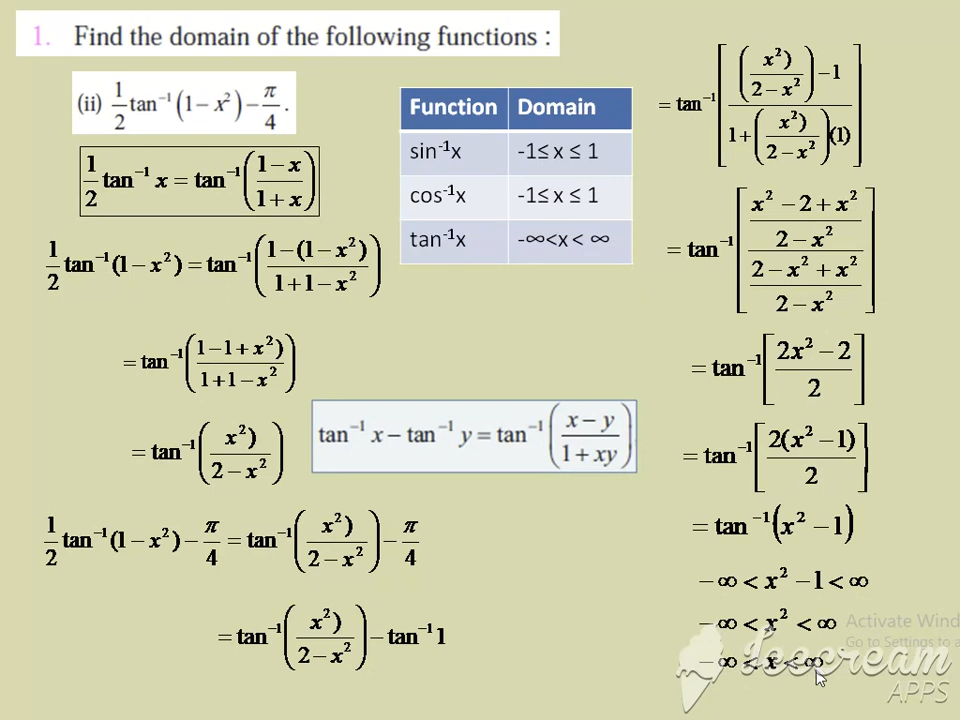 1. Find the domain of the following functions :
(ii) 1/2 tan⁻¹ (1 − x²) − π/4 .
1/2 tan⁻¹ x = tan⁻¹ ( (1 − x) / (1 + x) )
1/2 tan⁻¹ (1 − x²) = tan⁻¹ ( (1 − (1 − x²)) / (1 + 1 − x²) )
= tan⁻¹ ( (1 − 1 + x²)) / (1 + 1 − x²) )
= tan⁻¹ ( x²) / (2 − x²) )
1/2 tan⁻¹ (1 − x²) − π/4 = tan⁻¹ ( x²) / (2 − x²) ) − π/4
= tan⁻¹ ( x²) / (2 − x²) ) − tan⁻¹ 1
Function Domain
sin⁻¹x -1≤ x ≤ 1
cos⁻¹x -1≤ x ≤ 1
tan⁻¹x -∞<x < ∞
tan⁻¹ x − tan⁻¹ y = tan⁻¹ ( (x − y) / (1 + xy) )
= tan⁻¹ [ (( x²) / (2 − x²) ) − 1) / (1 + ( x²) / (2 − x²) )(1)) ]
= tan⁻¹ [ ((x² − 2 + x²) / (2 − x²)) / ((2 − x² + x²) / (2 − x²)) ]
= tan⁻¹ [ (2x² − 2) / 2 ]
= tan⁻¹ [ 2(x² − 1) / 2 ]
= tan⁻¹ (x² − 1)
− ∞ < x² − 1 < ∞
− ∞ < x² < ∞
− ∞ < x < ∞
Activate Wind
Go to Settings to a
Icecream
APPS